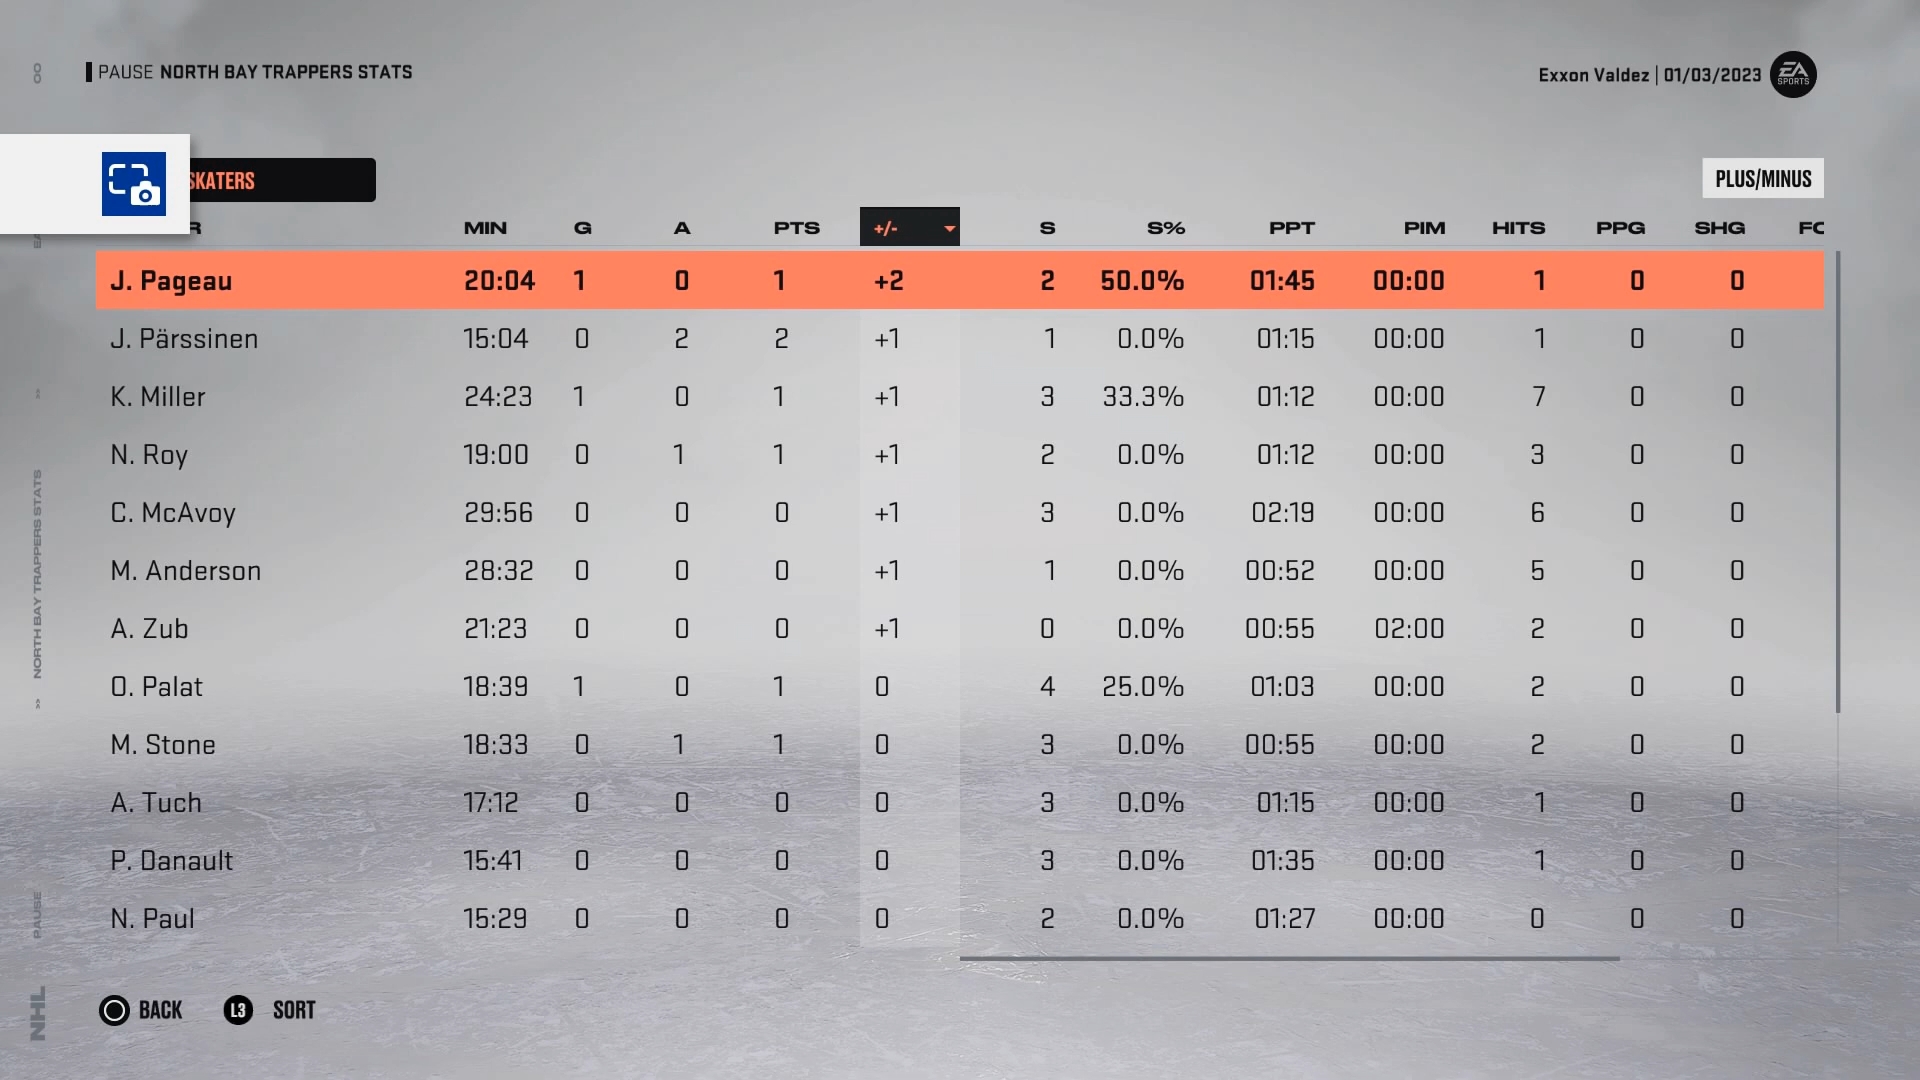 PAUSE NORTH BAY TRAPPERS STATS
Exxon Valdez | 01/03/2023
EA SPORTS
SKATERS
PLUS/MINUS
R MIN G A PTS +/- S S% PPT PIM HITS PPG SHG FO
J. Pageau 20:04 1 0 1 +2 2 50.0% 01:45 00:00 1 0 0
J. Pärssinen 15:04 0 2 2 +1 1 0.0% 01:15 00:00 1 0 0
K. Miller 24:23 1 0 1 +1 3 33.3% 01:12 00:00 7 0 0
N. Roy 19:00 0 1 1 +1 2 0.0% 01:12 00:00 3 0 0
C. McAvoy 29:56 0 0 0 +1 3 0.0% 02:19 00:00 6 0 0
M. Anderson 28:32 0 0 0 +1 1 0.0% 00:52 00:00 5 0 0
A. Zub 21:23 0 0 0 +1 0 0.0% 00:55 02:00 2 0 0
O. Palat 18:39 1 0 1 0 4 25.0% 01:03 00:00 2 0 0
M. Stone 18:33 0 1 1 0 3 0.0% 00:55 00:00 2 0 0
A. Tuch 17:12 0 0 0 0 3 0.0% 01:15 00:00 1 0 0
P. Danault 15:41 0 0 0 0 3 0.0% 01:35 00:00 1 0 0
N. Paul 15:29 0 0 0 0 2 0.0% 01:27 00:00 0 0 0
BACK L3 SORT
NHL PAUSE >> NORTH BAY TRAPPERS STATS >>